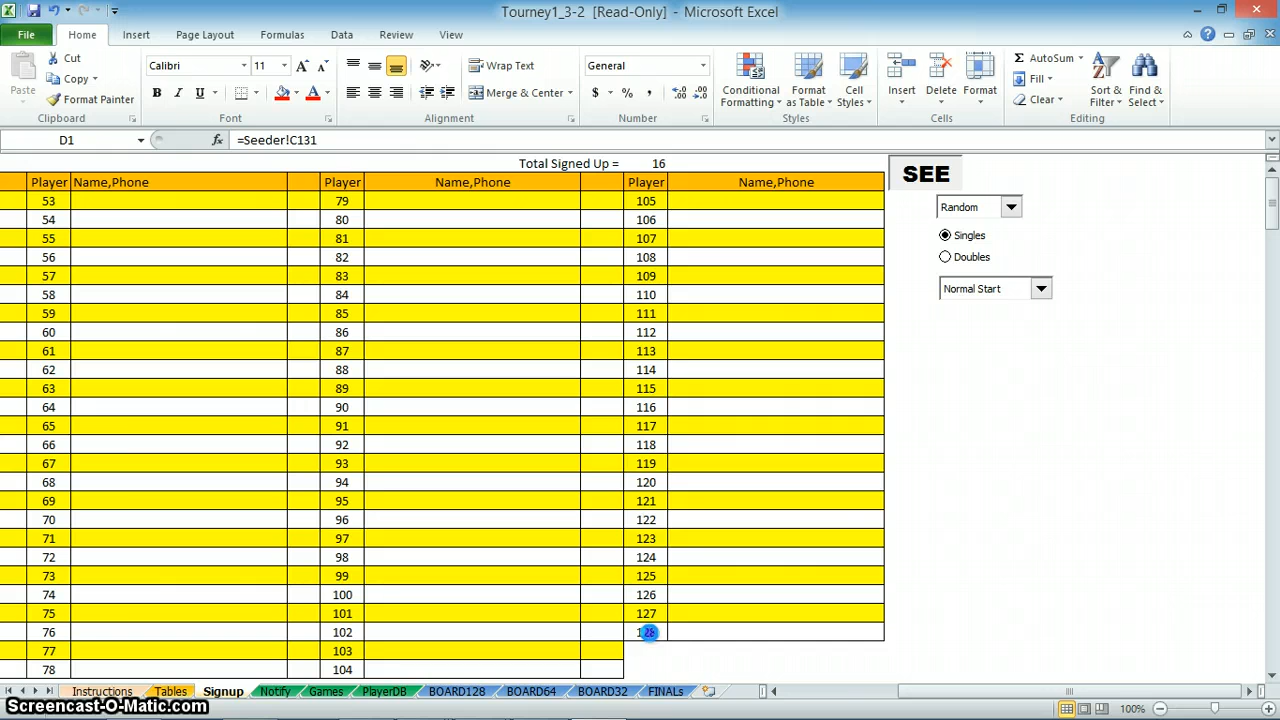 Tourney1_3-2 [Read-Only] - Microsoft Excel
File Home Insert Page Layout Formulas Data Review View
Paste
Cut
Copy
Format Painter
Clipboard
Calibri 11
B I U A
Font
Wrap Text
Merge & Center
Alignment
General
$ % ,
Number
Conditional Formatting
Format as Table
Cell Styles
Styles
Insert
Delete
Format
Cells
AutoSum
Fill
Clear
Sort & Filter
Find & Select
Editing
D1 fx =Seeder!C131
Total Signed Up = 16
Player Name,Phone Player Name,Phone Player Name,Phone
53 79 105
54 80 106
55 81 107
56 82 108
57 83 109
58 84 110
59 85 111
60 86 112
61 87 113
62 88 114
63 89 115
64 90 116
65 91 117
66 92 118
67 93 119
68 94 120
69 95 121
70 96 122
71 97 123
72 98 124
73 99 125
74 100 126
75 101 127
76 102 128
77 103
78 104
SEE
Random
Singles
Doubles
Normal Start
Instructions Tables Signup Notify Games PlayerDB BOARD128 BOARD64 BOARD32 FINALs
Screencast-O-Matic.com
100%